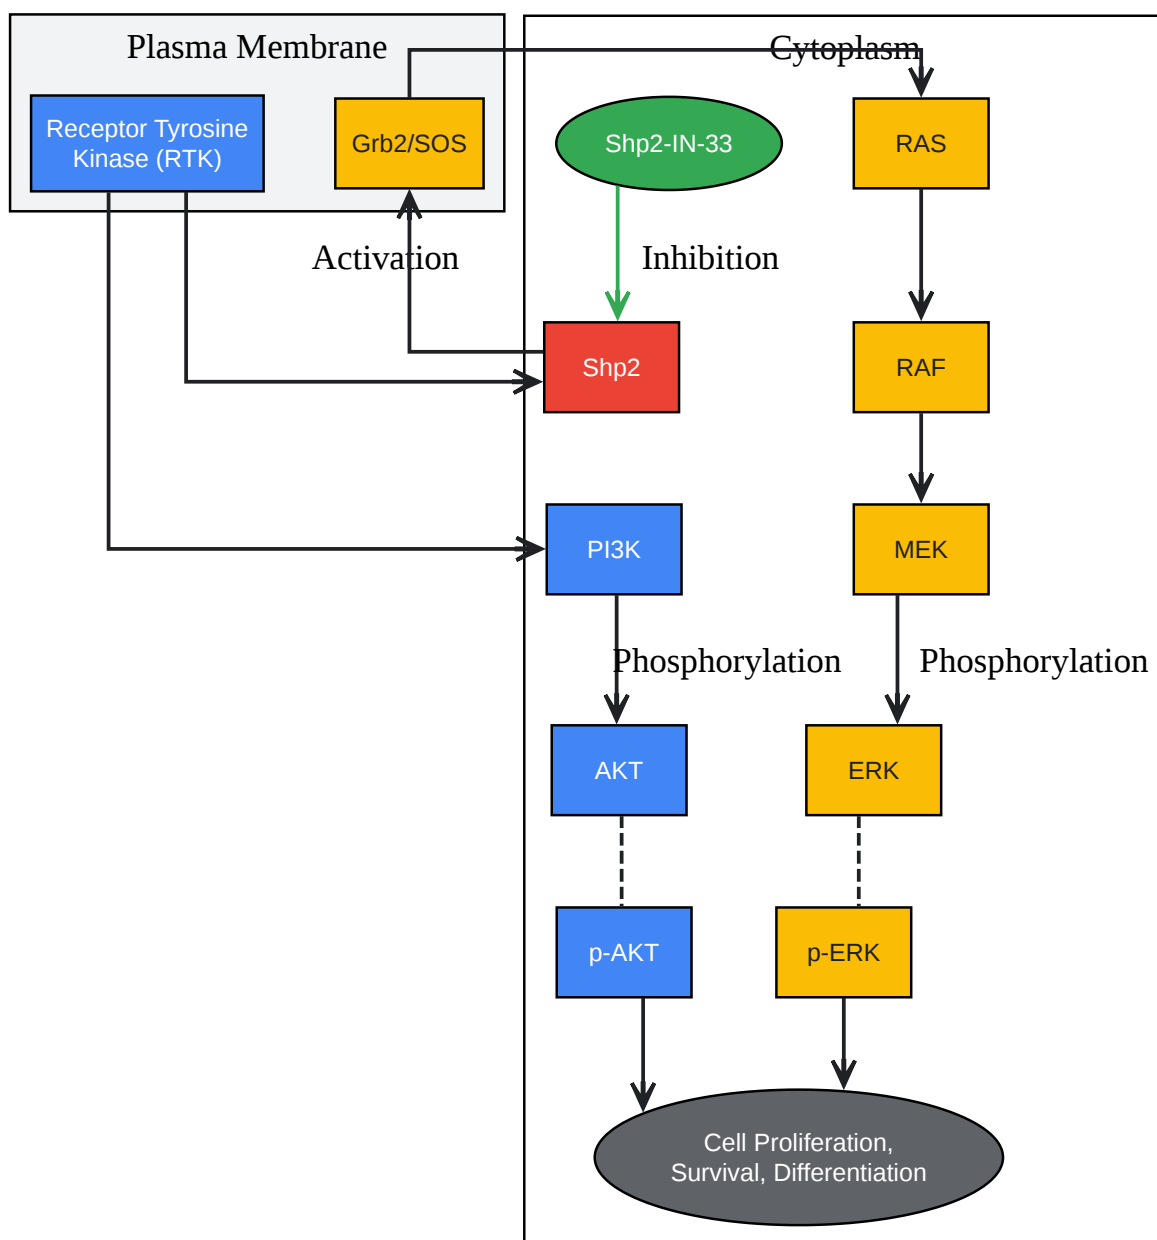 Plasma Membrane
Cytoplasm
Receptor Tyrosine
Kinase (RTK)
Grb2/SOS
Shp2-IN-33
RAS
Activation
Inhibition
Shp2
RAF
PI3K
MEK
Phosphorylation
Phosphorylation
AKT
ERK
p-AKT
p-ERK
Cell Proliferation,
Survival, Differentiation